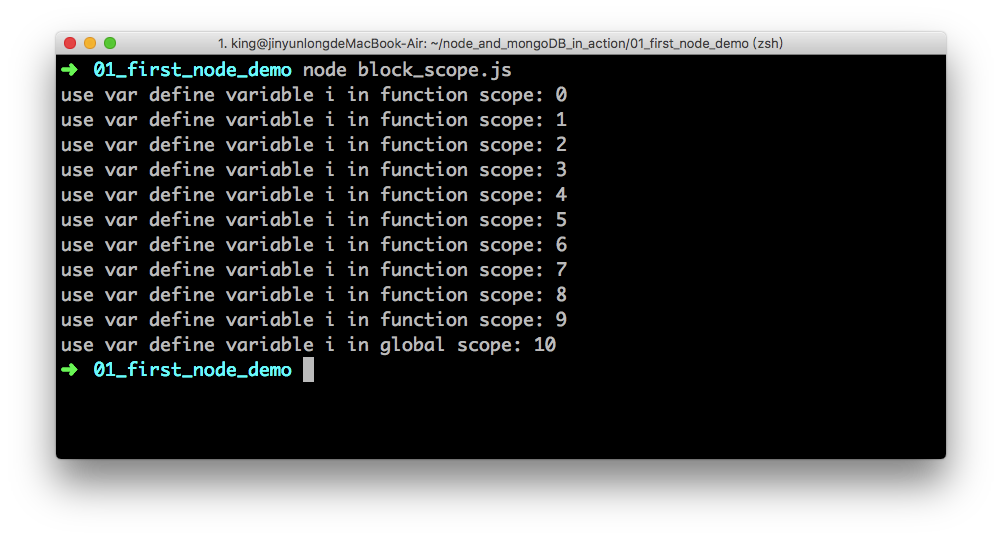 1. king@jinyunlongdeMacBook-Air: ~/node_and_mongoDB_in_action/01_first_node_demo (zsh)
➜ 01_first_node_demo node block_scope.js
use var define variable i in function scope: 0
use var define variable i in function scope: 1
use var define variable i in function scope: 2
use var define variable i in function scope: 3
use var define variable i in function scope: 4
use var define variable i in function scope: 5
use var define variable i in function scope: 6
use var define variable i in function scope: 7
use var define variable i in function scope: 8
use var define variable i in function scope: 9
use var define variable i in global scope: 10
➜ 01_first_node_demo